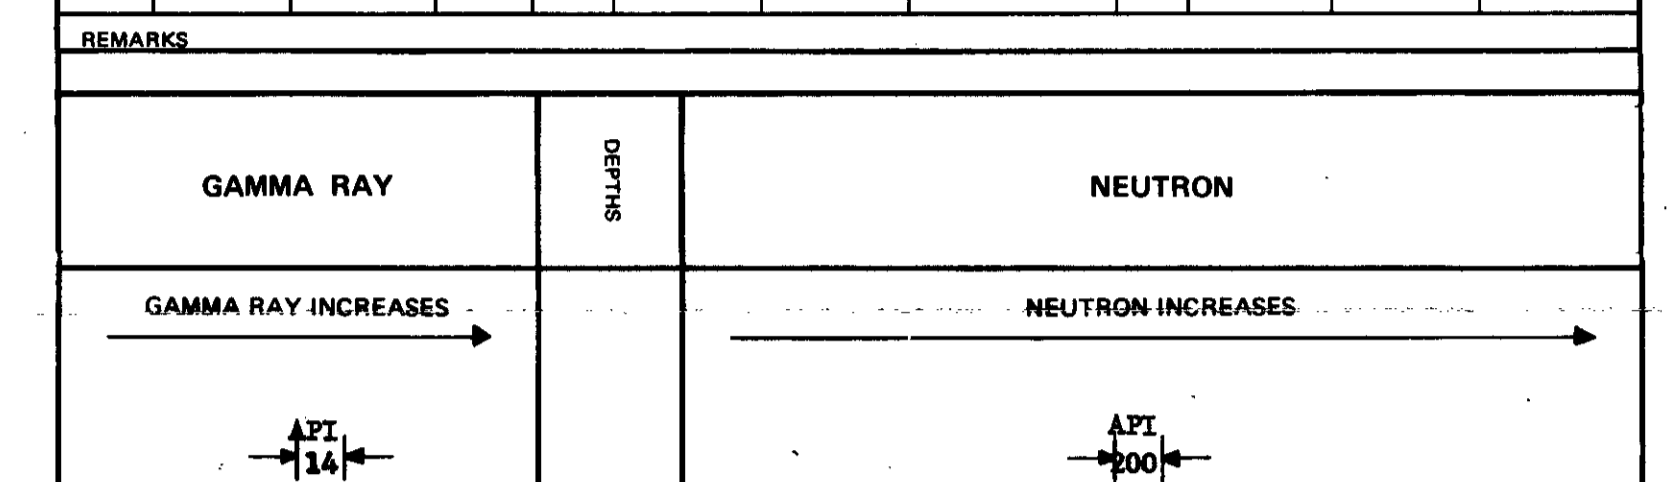 REMARKS
GAMMA RAY
DEPTHS
NEUTRON
GAMMA RAY INCREASES
NEUTRON INCREASES
API
14
API
200